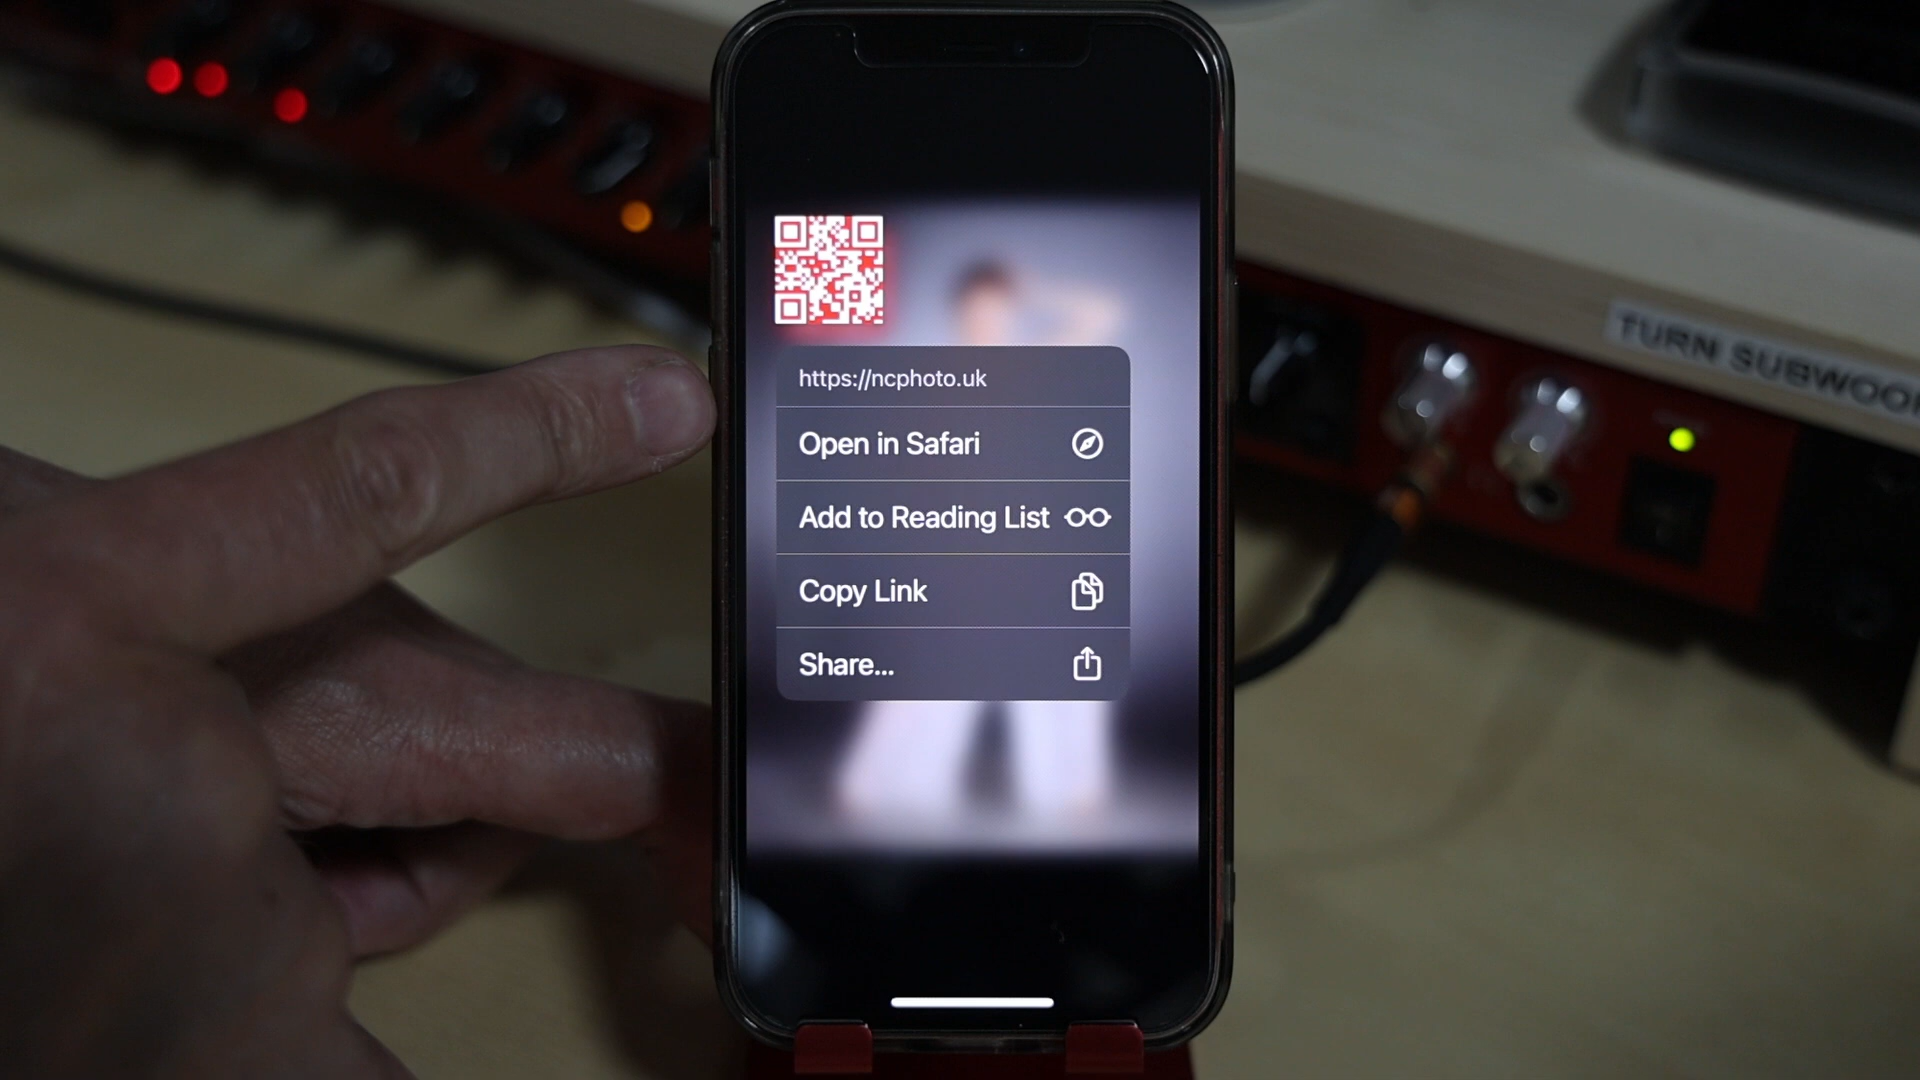 https://ncphoto.uk
Open in Safari
Add to Reading List
Copy Link
Share...
TURN SUBWOO